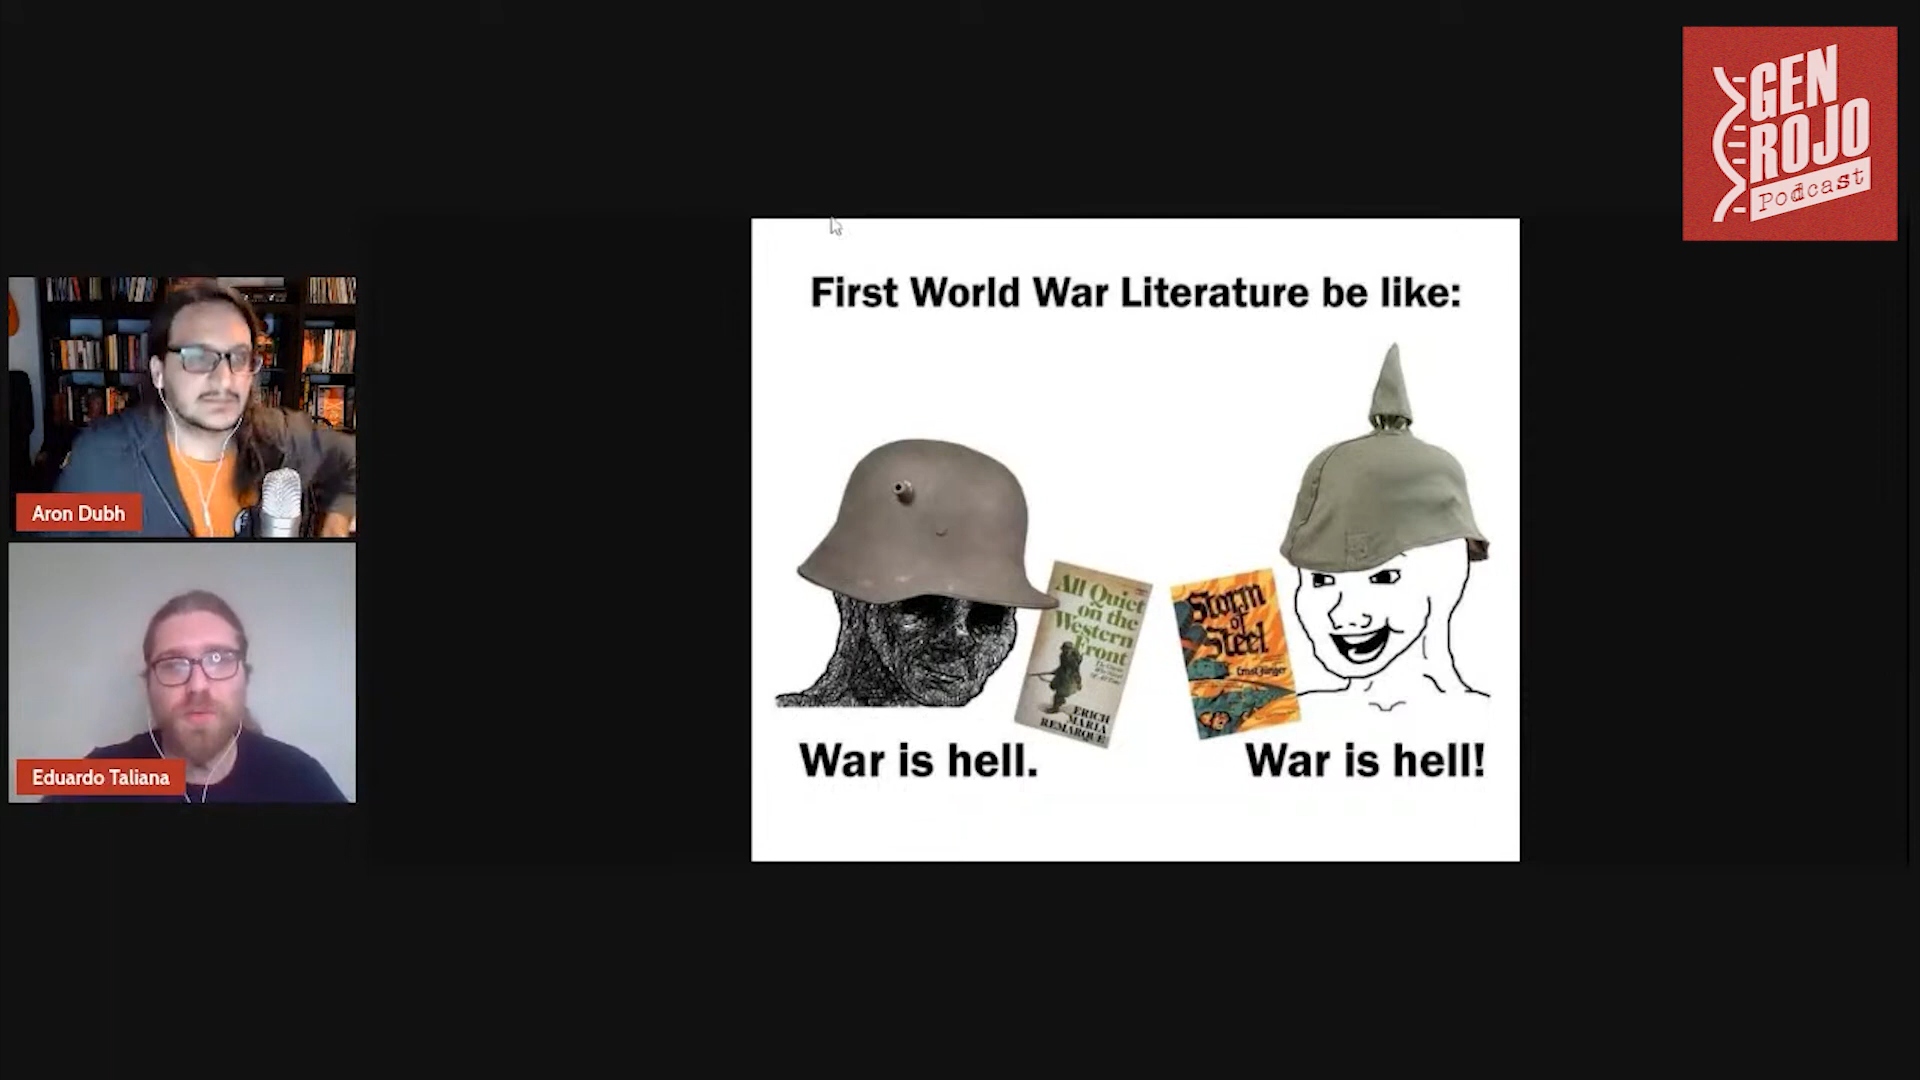 GEN
ROJO
Podcast
First World War Literature be like:
Aron Dubh
Eduardo Taliana
All Quiet
on the
Western
Front
ERICH
MARIA
REMARQUE
Storm
of
Steel
Ernst Jünger
War is hell.
War is hell!